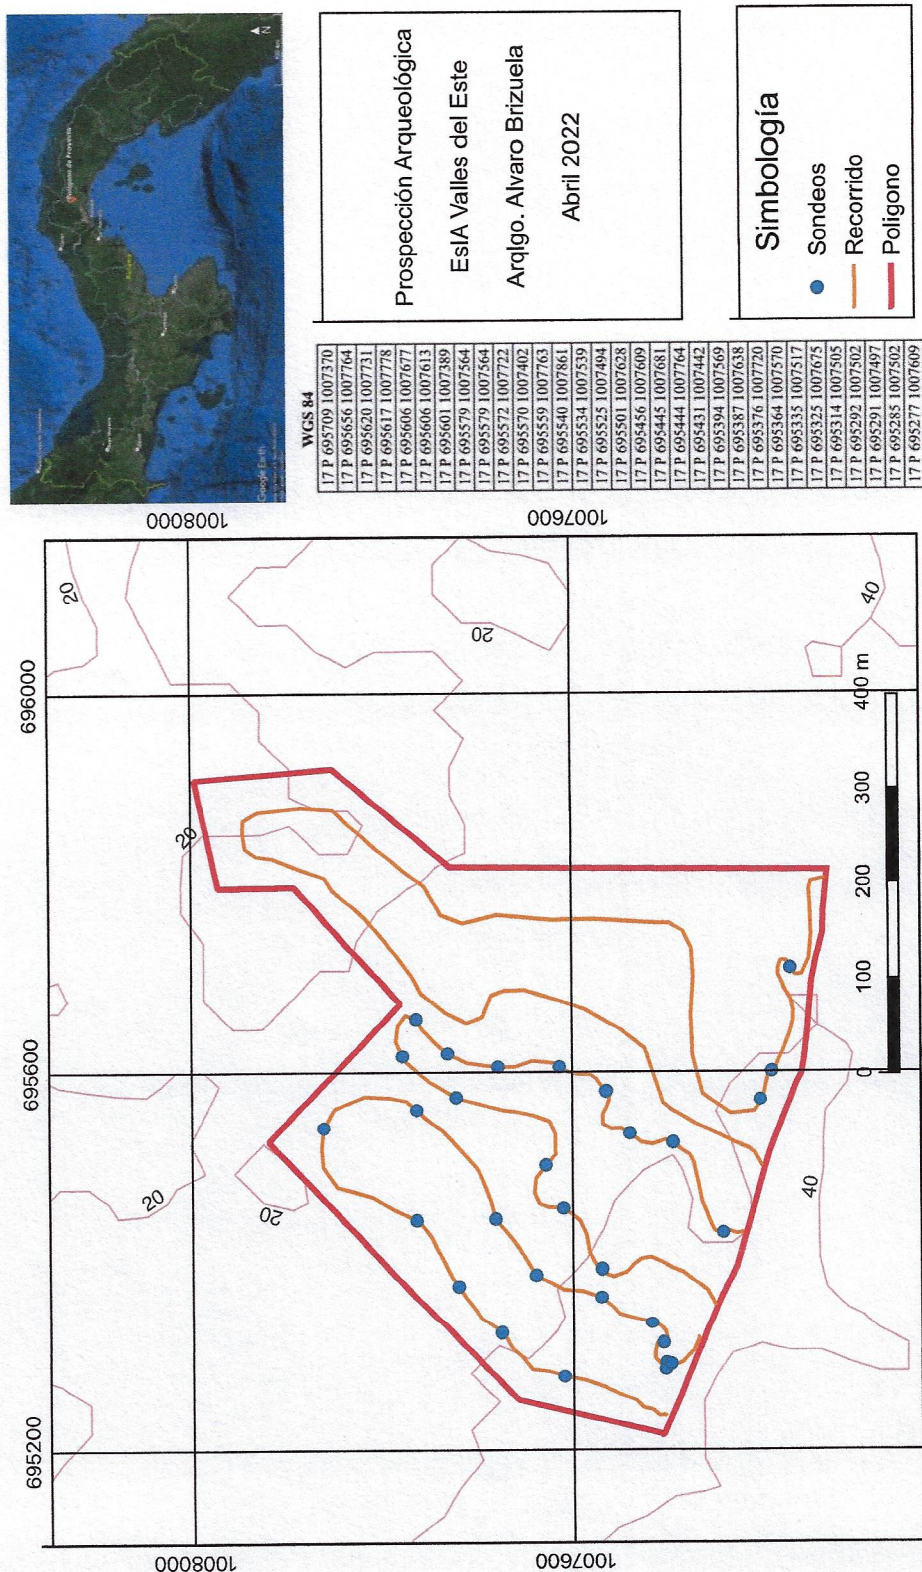 Google Earth
N
Prospección Arqueológica
EsIA Valles del Este
Arqlgo. Alvaro Brizuela
Abril 2022
Simbología
Sondeos
Recorrido
Poligono
WGS 84
17 P 695709 1007370
17 P 695656 1007764
17 P 695620 1007731
17 P 695617 1007778
17 P 695606 1007677
17 P 695606 1007613
17 P 695601 1007389
17 P 695579 1007564
17 P 695579 1007564
17 P 695572 1007722
17 P 695570 1007402
17 P 695559 1007763
17 P 695540 1007861
17 P 695534 1007539
17 P 695525 1007494
17 P 695501 1007628
17 P 695456 1007609
17 P 695445 1007681
17 P 695444 1007764
17 P 695431 1007442
17 P 695394 1007569
17 P 695387 1007638
17 P 695376 1007720
17 P 695364 1007570
17 P 695335 1007517
17 P 695325 1007675
17 P 695314 1007505
17 P 695292 1007502
17 P 695291 1007497
17 P 695285 1007502
17 P 695277 1007609
695200
695600
696000
1008000
1007600
1008000
1007600
20
20
20
20
20
40
40
0
100
200
300
400 m